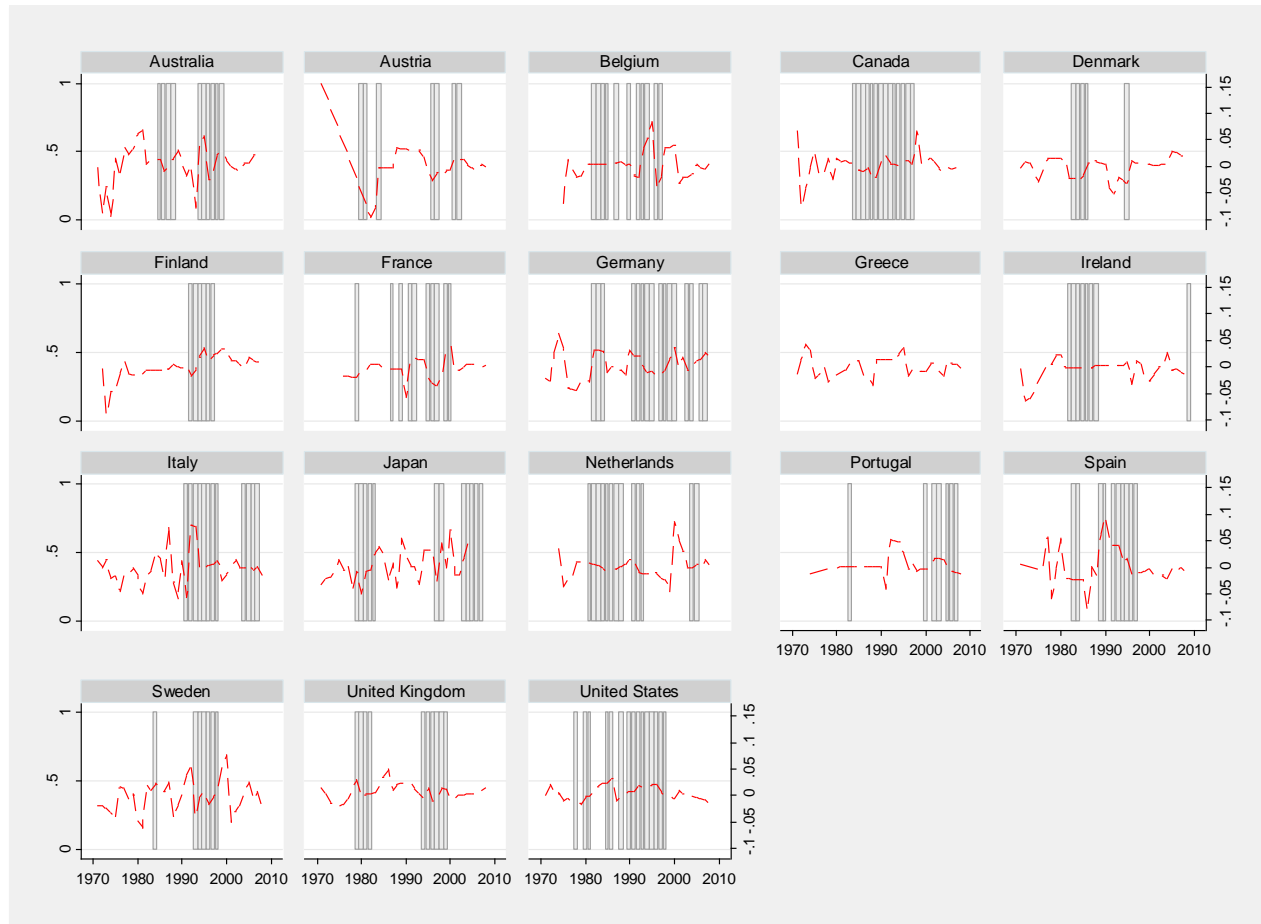 Australia Austria Belgium Canada Denmark
1
.5
0
-.1 -.05 0 .05 .1 .15
Finland France Germany Greece Ireland
1
.5
0
-.1 -.05 0 .05 .1 .15
Italy Japan Netherlands Portugal Spain
1
.5
0
-.1 -.05 0 .05 .1 .15
1970 1980 1990 2000 2010 1970 1980 1990 2000 2010
Sweden United Kingdom United States
1
.5
0
-.1 -.05 0 .05 .1 .15
1970 1980 1990 2000 2010 1970 1980 1990 2000 2010 1970 1980 1990 2000 2010